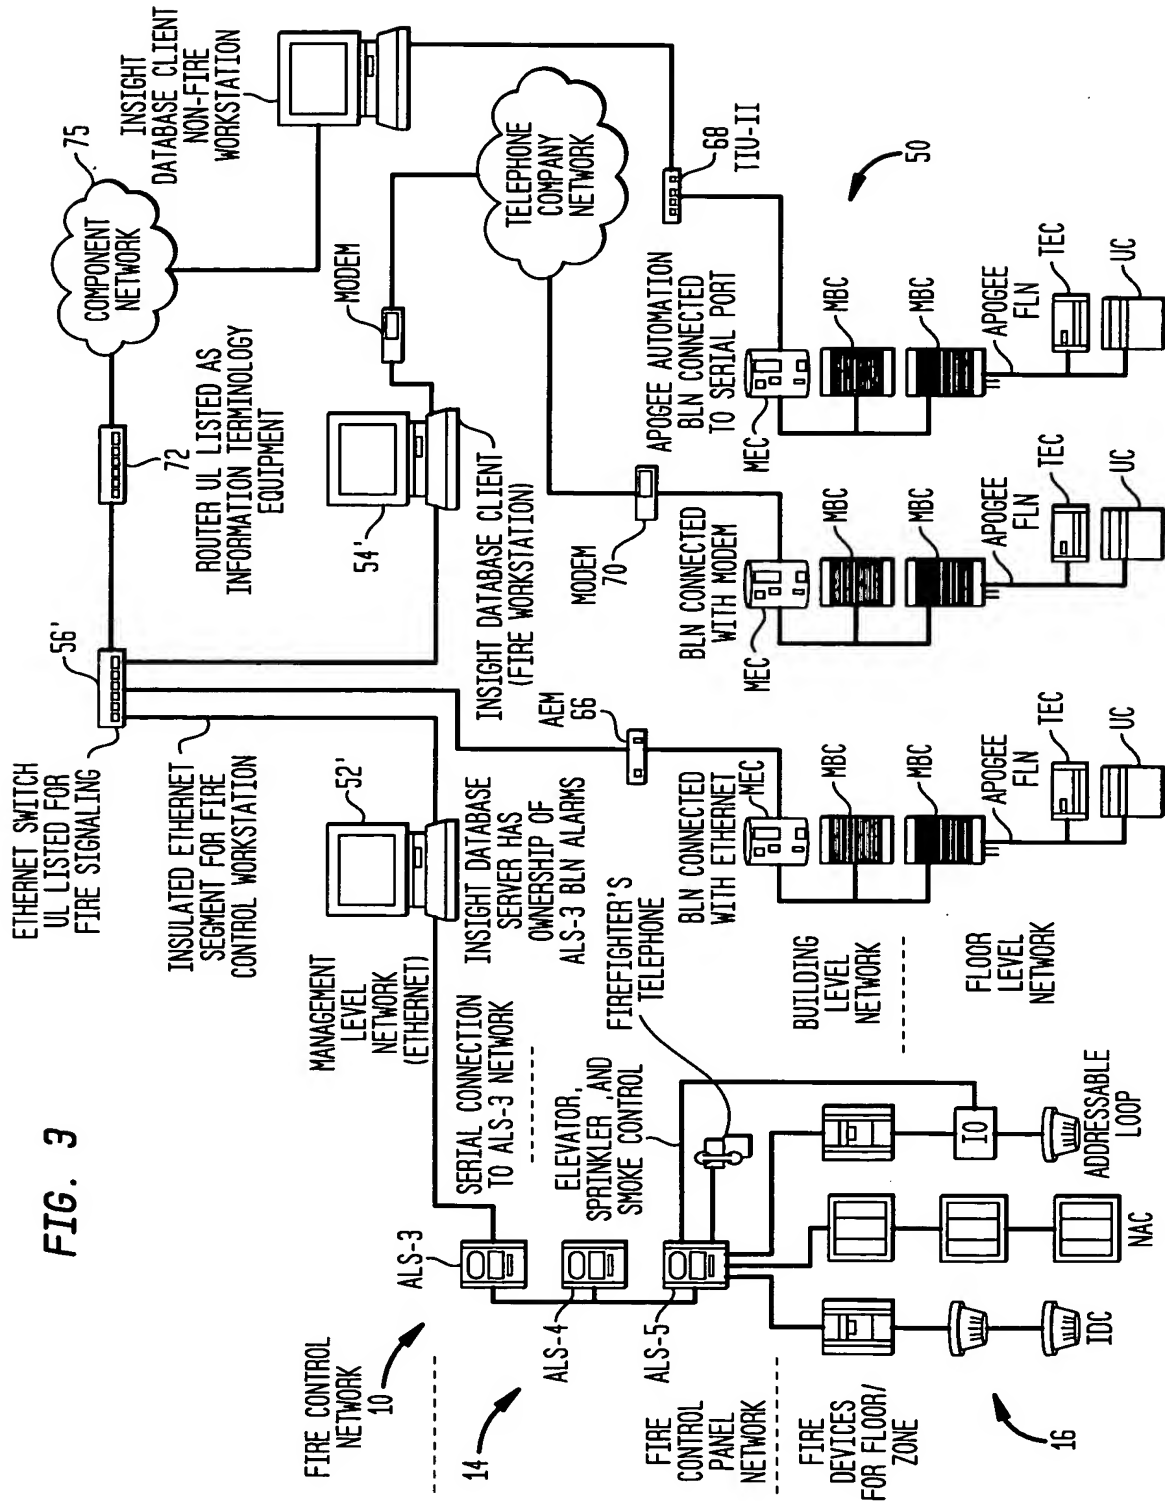 FIG. 3
ETHERNET SWITCH
UL LISTED FOR
FIRE SIGNALING
56'
INSULATED ETHERNET
SEGMENT FOR FIRE
CONTROL WORKSTATION
72
ROUTER UL LISTED AS
INFORMATION TERMINOLOGY
EQUIPMENT
COMPONENT
NETWORK
75
INSIGHT
DATABASE CLIENT
NON-FIRE
WORKSTATION
MANAGEMENT
LEVEL
NETWORK
(ETHERNET)
52'
INSIGHT DATABASE
SERVER HAS
OWNERSHIP OF
ALS-3 BLN ALARMS
54'
INSIGHT DATABASE CLIENT
(FIRE WORKSTATION)
MODEM
TELEPHONE
COMPANY
NETWORK
FIRE CONTROL
NETWORK
10
ALS-3
SERIAL CONNECTION
TO ALS-3 NETWORK
14
ALS-4
ALS-5
ELEVATOR,
SPRINKLER ,AND
SMOKE CONTROL
FIREFIGHTER'S
TELEPHONE
AEM
66
MODEM
70
68
TIU-II
BLN CONNECTED
WITH ETHERNET
MEC
BLN CONNECTED
WITH MODEM
MEC
APOGEE AUTOMATION
BLN CONNECTED
TO SERIAL PORT
MEC
50
FIRE
CONTROL
PANEL
NETWORK
BUILDING
LEVEL
NETWORK
MBC
MBC
MBC
MBC
MBC
MBC
FIRE
DEVICES
FOR FLOOR/
ZONE
16
IO
IDC
NAC
ADDRESSABLE
LOOP
FLOOR
LEVEL
NETWORK
APOGEE
FLN
TEC
UC
APOGEE
FLN
TEC
UC
APOGEE
FLN
TEC
UC